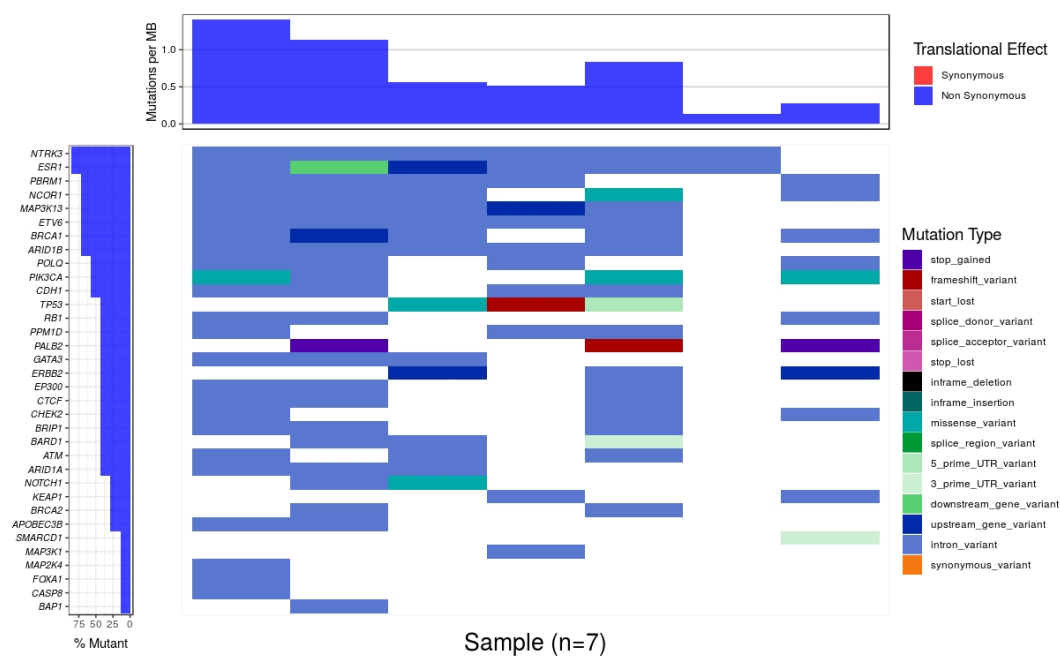 Mutations per MB
1.0
0.5
0.0
Translational Effect
Synonymous
Non Synonymous
NTRK3
ESR1
PBRM1
NCOR1
MAP3K13
ETV6
BRCA1
ARID1B
POLQ
PIK3CA
CDH1
TP53
RB1
PPM1D
PALB2
GATA3
ERBB2
EP300
CTCF
CHEK2
BRIP1
BARD1
ATM
ARID1A
NOTCH1
KEAP1
BRCA2
APOBEC3B
SMARCD1
MAP3K1
MAP2K4
FOXA1
CASP8
BAP1
75 50 25 0
% Mutant
Sample (n=7)
Mutation Type
stop_gained
frameshift_variant
start_lost
splice_donor_variant
splice_acceptor_variant
stop_lost
inframe_deletion
inframe_insertion
missense_variant
splice_region_variant
5_prime_UTR_variant
3_prime_UTR_variant
downstream_gene_variant
upstream_gene_variant
intron_variant
synonymous_variant